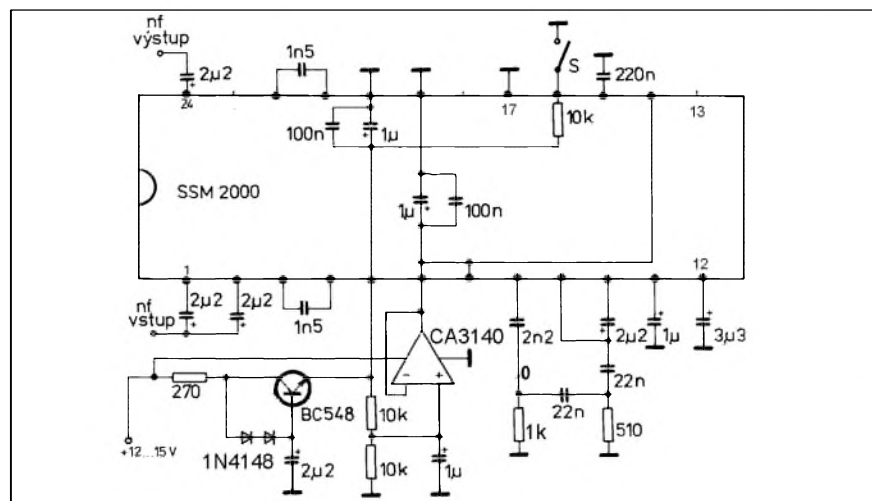 nf
výstup
2µ2
24
1n5
100n
1µ
17
S
10k
220n
13
SSM 2000
1µ
100n
1
12
2µ2
2µ2
1n5
nf
vstup
CA3140
2n2
2µ2
1µ
3µ3
0
22n
22n
270
BC548
10k
1k
510
+12...15V
1N4148
2µ2
10k
1µ